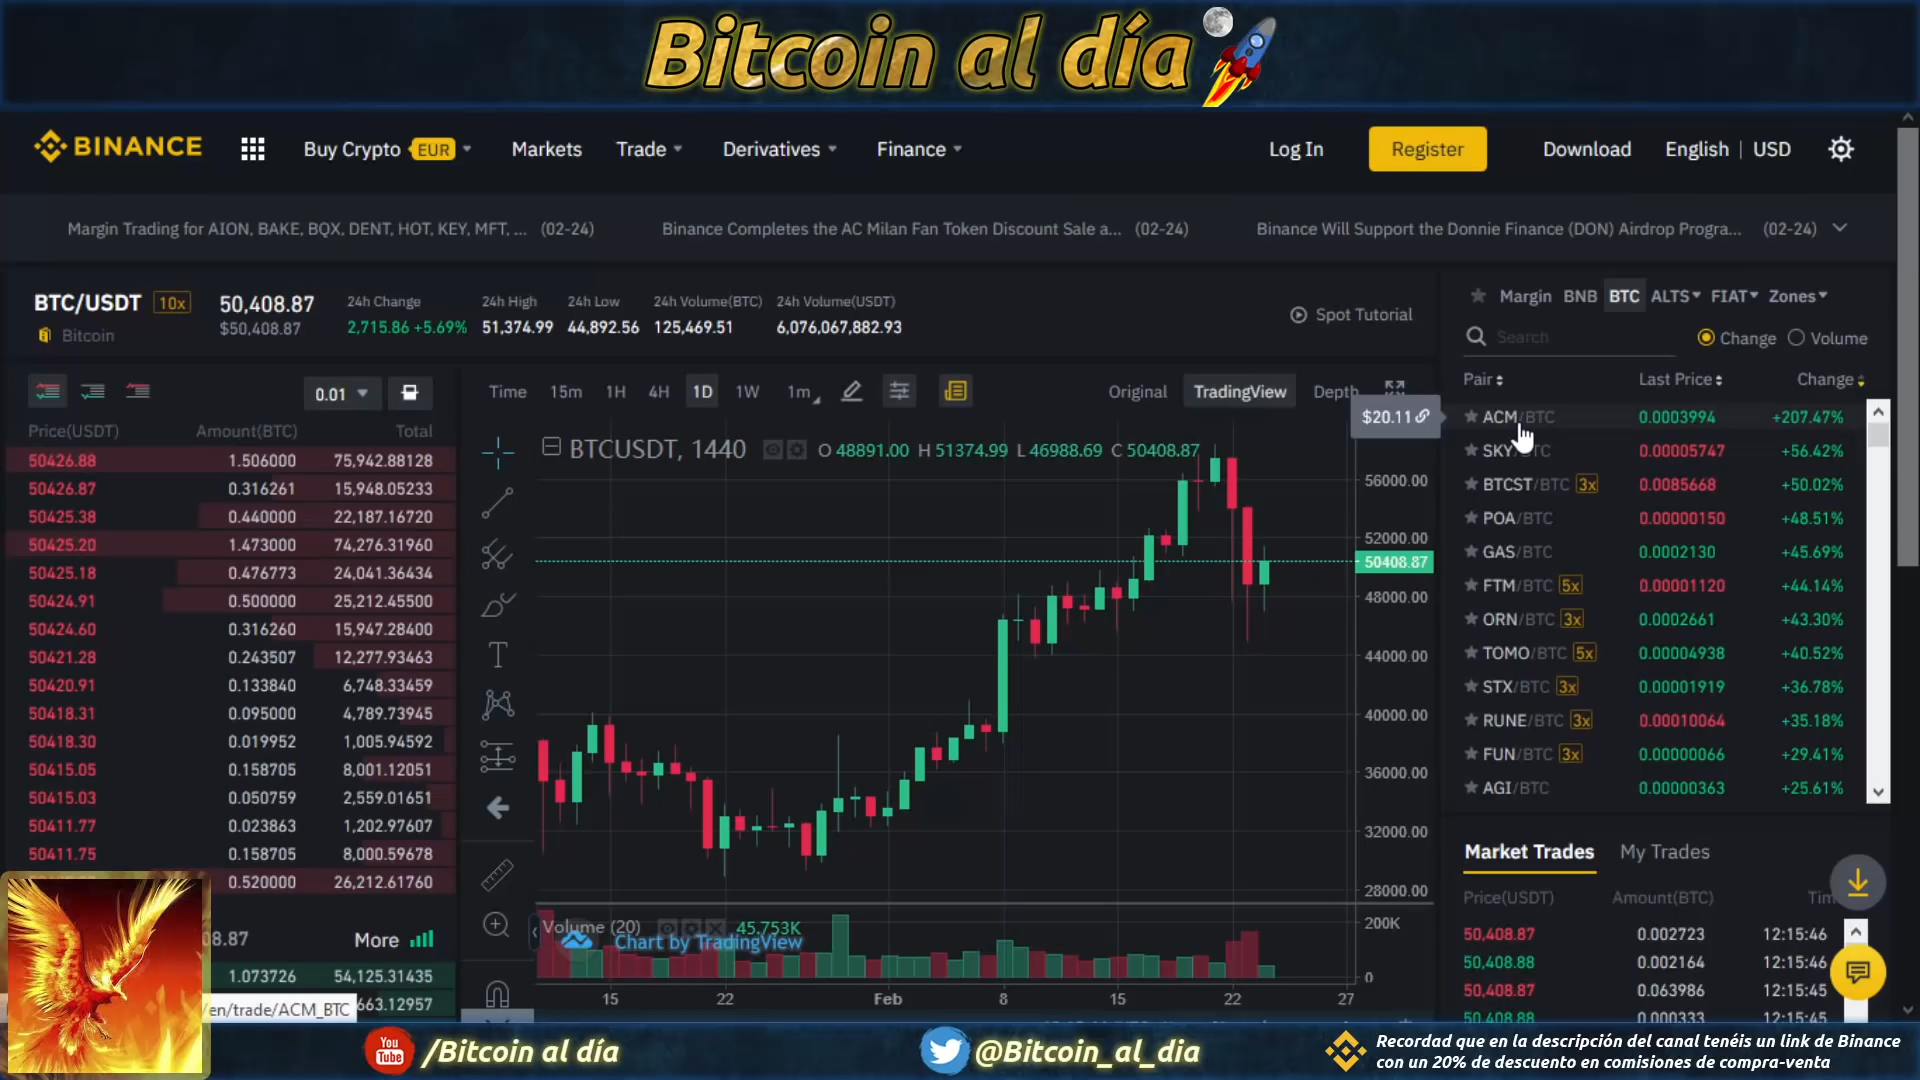 Bitcoin al día
BINANCE
Buy Crypto EUR
Markets
Trade
Derivatives
Finance
Log In
Register
Download
English | USD
Margin Trading for AION, BAKE, BQX, DENT, HOT, KEY, MFT, ... (02-24)
Binance Completes the AC Milan Fan Token Discount Sale a... (02-24)
Binance Will Support the Donnie Finance (DON) Airdrop Progra... (02-24)
BTC/USDT 10x
Bitcoin
50,408.87
$50,408.87
24h Change
2,715.86 +5.69%
24h High
51,374.99
24h Low
44,892.56
24h Volume(BTC)
125,469.51
24h Volume(USDT)
6,076,067,882.93
Spot Tutorial
0.01
Price(USDT) Amount(BTC) Total
50426.88 1.506000 75,942.88128
50426.87 0.316261 15,948.05233
50425.38 0.440000 22,187.16720
50425.20 1.473000 74,276.31960
50425.18 0.476773 24,041.36434
50424.91 0.500000 25,212.45500
50424.60 0.316260 15,947.28400
50421.28 0.243507 12,277.93463
50420.91 0.133840 6,748.33459
50418.31 0.095000 4,789.73945
50418.30 0.019952 1,005.94592
50415.05 0.158705 8,001.12051
50415.03 0.050759 2,559.01651
50411.77 0.023863 1,202.97607
50411.75 0.158705 8,000.59678
0.520000 26,212.61760
08.87 More
1.073726 54,125.31435
663.12957
/en/trade/ACM_BTC
Time 15m 1H 4H 1D 1W 1m
Original TradingView Depth
BTCUSDT, 1440 O 48891.00 H 51374.99 L 46988.69 C 50408.87
56000.00
52000.00
50408.87
48000.00
44000.00
40000.00
36000.00
32000.00
28000.00
Volume (20) 45.753K
Chart by TradingView
200K
0
15 22 Feb 8 15 22 27
Margin BNB BTC ALTS FIAT Zones
Search
Change Volume
Pair Last Price Change
$20.11
ACM/BTC 0.0003994 +207.47%
SKY/BTC 0.00005747 +56.42%
BTCST/BTC 3x 0.0085668 +50.02%
POA/BTC 0.00000150 +48.51%
GAS/BTC 0.0002130 +45.69%
FTM/BTC 5x 0.00001120 +44.14%
ORN/BTC 3x 0.0002661 +43.30%
TOMO/BTC 5x 0.00004938 +40.52%
STX/BTC 3x 0.00001919 +36.78%
RUNE/BTC 3x 0.00010064 +35.18%
FUN/BTC 3x 0.00000066 +29.41%
AGI/BTC 0.00000363 +25.61%
Market Trades My Trades
Price(USDT) Amount(BTC) Tim
50,408.87 0.002723 12:15:46
50,408.88 0.002164 12:15:46
50,408.87 0.063986 12:15:45
50,408.88 0.000333 12:15:45
You Tube /Bitcoin al día
@Bitcoin_al_dia
Recordad que en la descripción del canal tenéis un link de Binance
con un 20% de descuento en comisiones de compra-venta